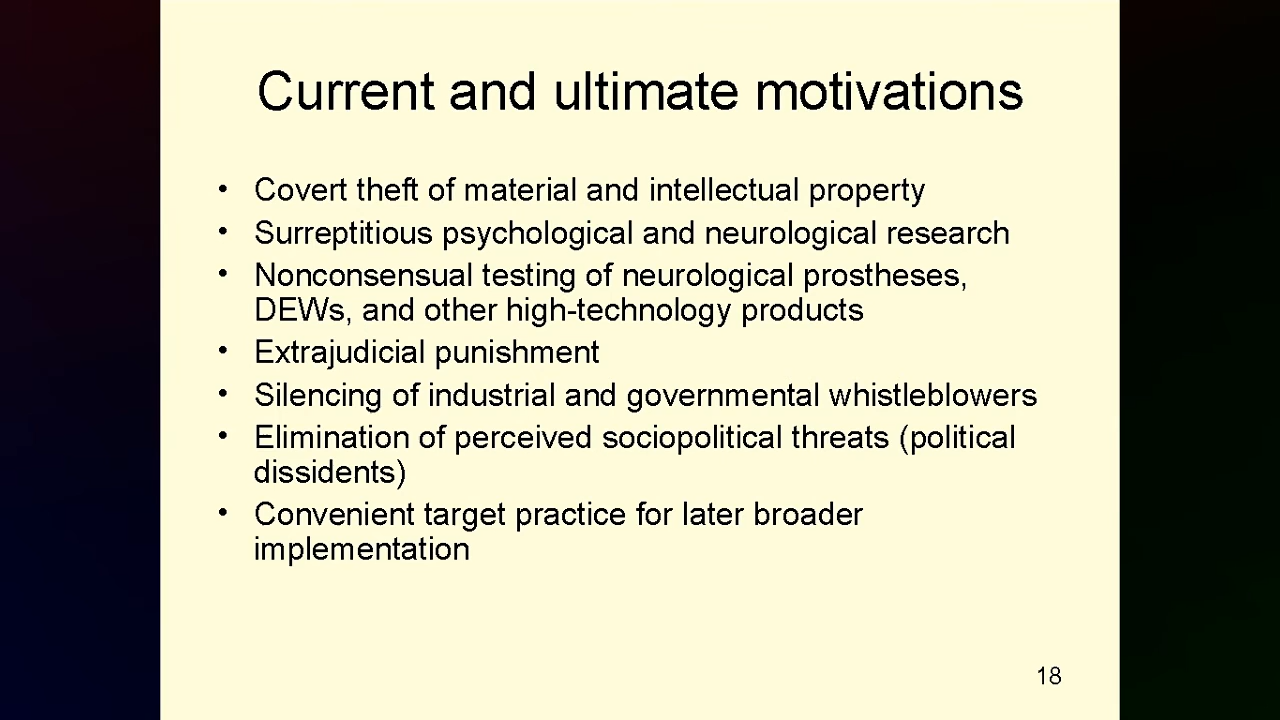 Current and ultimate motivations
• Covert theft of material and intellectual property
• Surreptitious psychological and neurological research
• Nonconsensual testing of neurological prostheses,
DEWs, and other high-technology products
• Extrajudicial punishment
• Silencing of industrial and governmental whistleblowers
• Elimination of perceived sociopolitical threats (political
dissidents)
• Convenient target practice for later broader
implementation
18